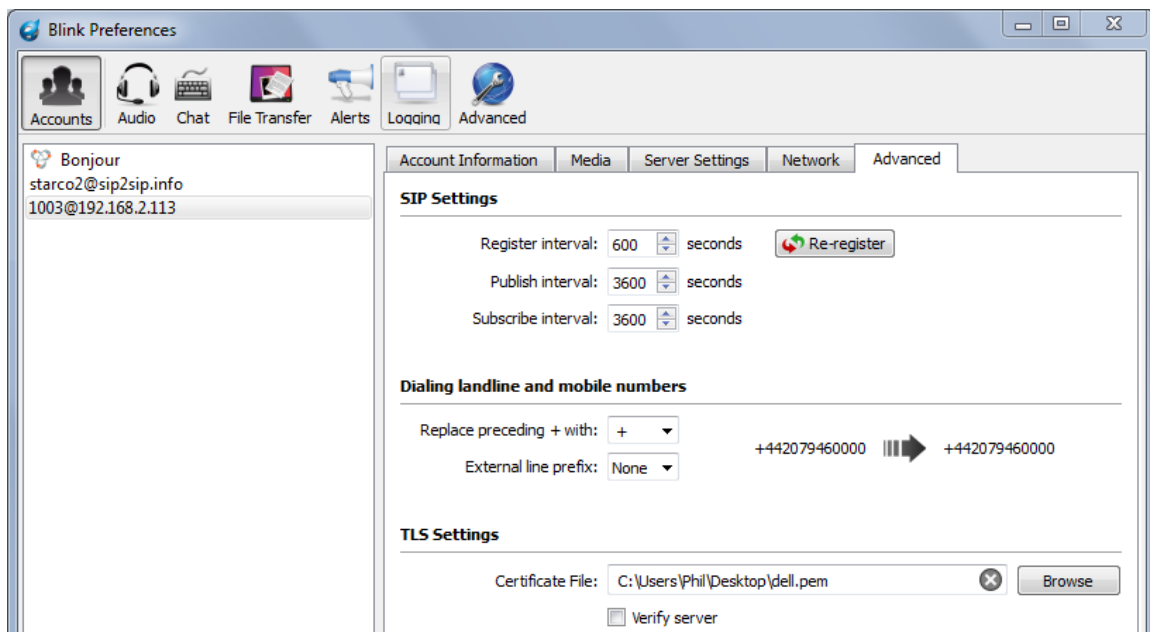 Blink Preferences
Accounts Audio Chat File Transfer Alerts Logging Advanced
Bonjour
starco2@sip2sip.info
1003@192.168.2.113
Account Information Media Server Settings Network Advanced
SIP Settings
Register interval: 600 seconds Re-register
Publish interval: 3600 seconds
Subscribe interval: 3600 seconds
Dialing landline and mobile numbers
Replace preceding + with: +
+442079460000 +442079460000
External line prefix: None
TLS Settings
Certificate File: C:\Users\Phil\Desktop\dell.pem Browse
Verify server